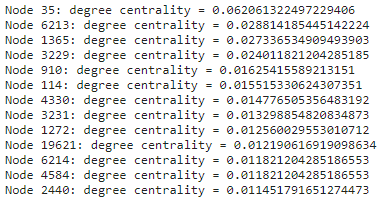 Node 35: degree centrality = 0.062061322497229406
Node 6213: degree centrality = 0.028814185445142224
Node 1365: degree centrality = 0.027336534909493903
Node 3229: degree centrality = 0.024011821204285185
Node 910: degree centrality = 0.01625415589213151
Node 114: degree centrality = 0.015515330624307351
Node 4330: degree centrality = 0.014776505356483192
Node 3231: degree centrality = 0.013298854820834873
Node 1272: degree centrality = 0.012560029553010712
Node 19621: degree centrality = 0.012190616919098634
Node 6214: degree centrality = 0.011821204285186553
Node 4584: degree centrality = 0.011821204285186553
Node 2440: degree centrality = 0.011451791651274473